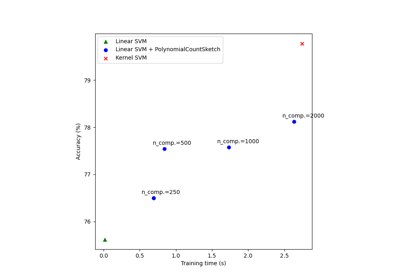 Linear SVM
Linear SVM + PolynomialCountSketch
Kernel SVM
79
n_comp.=2000
78
n_comp.=500
n_comp.=1000
77
n_comp.=250
76
Accuracy (%)
0.0 0.5 1.0 1.5 2.0 2.5
Training time (s)